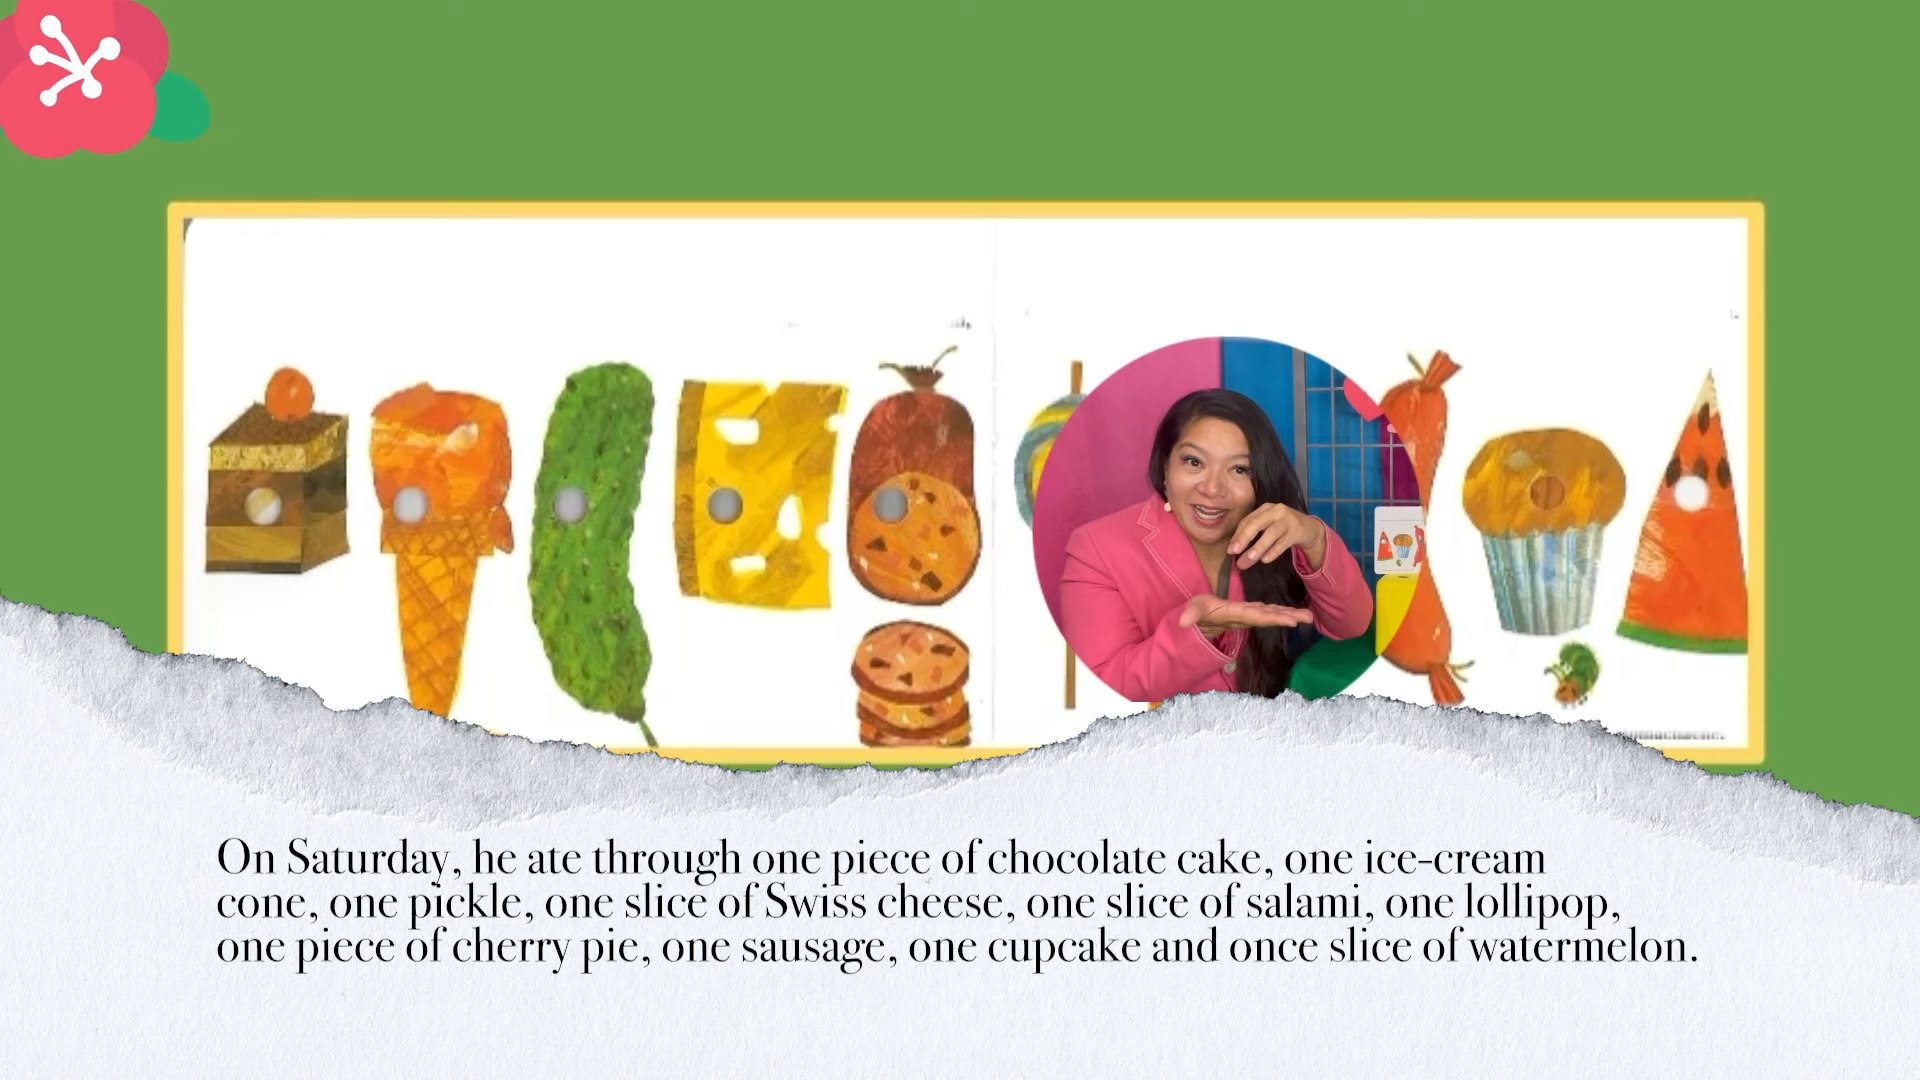 On Saturday, he ate through one piece of chocolate cake, one ice-cream
cone, one pickle, one slice of Swiss cheese, one slice of salami, one lollipop,
one piece of cherry pie, one sausage, one cupcake and once slice of watermelon.